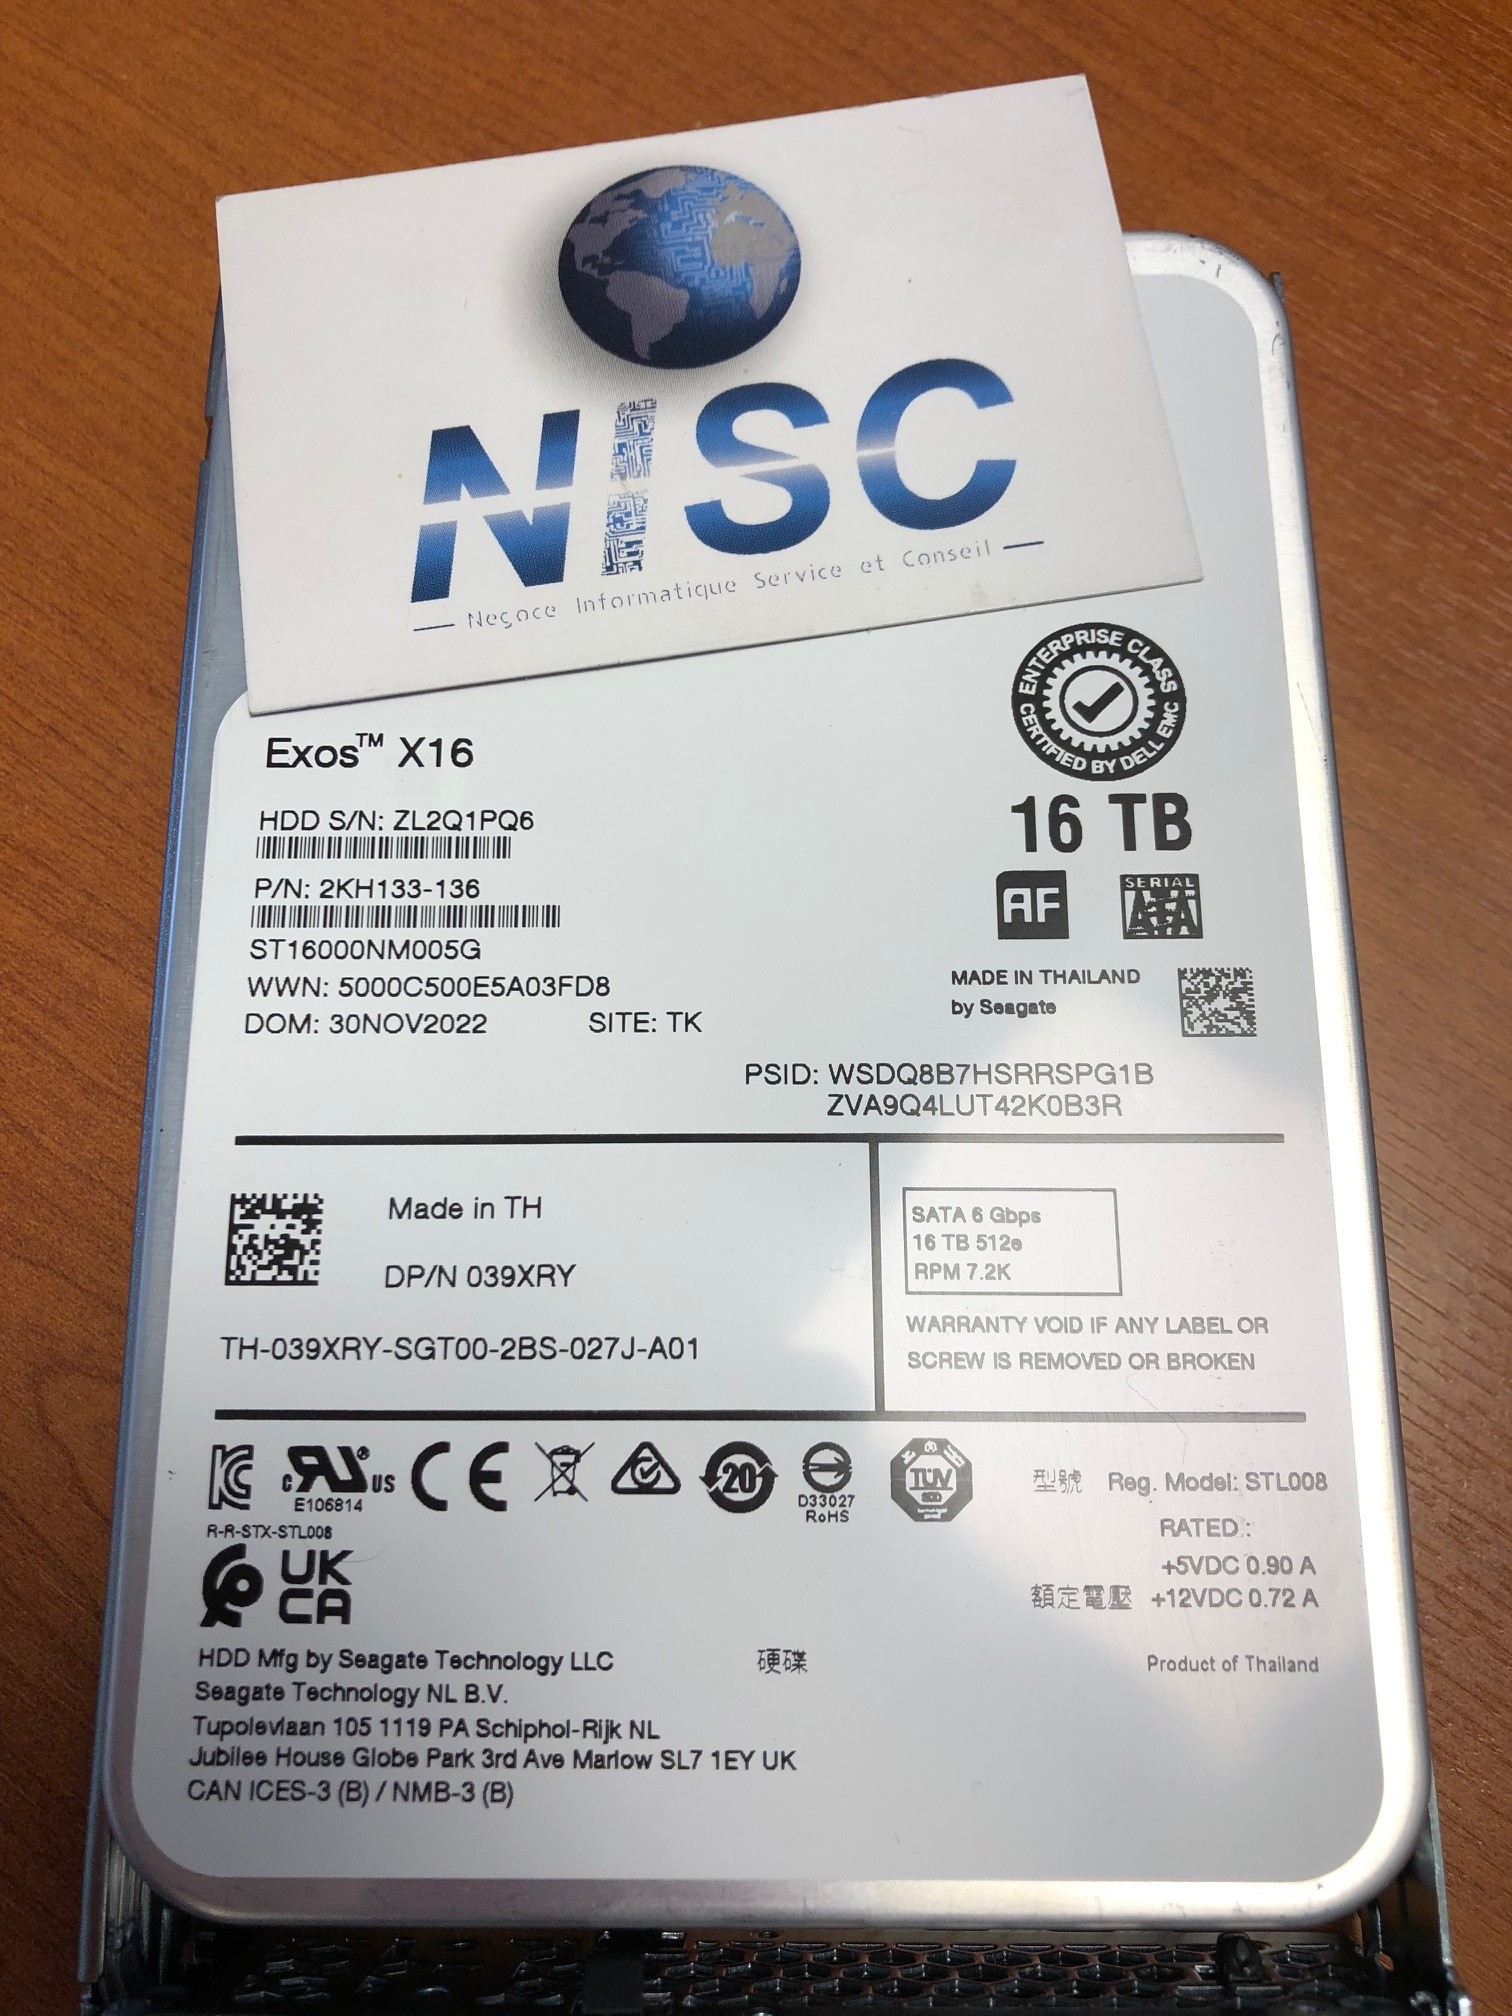 NISC
Negoce Informatique Service et Conseil
ENTERPRISE CLASS
CERTIFIED BY DELL EMC
Exos™ X16
16 TB
HDD S/N: ZL2Q1PQ6
P/N: 2KH133-136
AF
SERIAL
ATA
ST16000NM005G
WWN: 5000C500E5A03FD8
MADE IN THAILAND
by Seagate
DOM: 30NOV2022 SITE: TK
PSID: WSDQ8B7HSRRSPG1B
ZVA9Q4LUT42K0B3R
Made in TH
DP/N 039XRY
TH-039XRY-SGT00-2BS-027J-A01
SATA 6 Gbps
16 TB 512e
RPM 7.2K
WARRANTY VOID IF ANY LABEL OR
SCREW IS REMOVED OR BROKEN
c RU ® US
E106814
CE
20
D33027
RoHS
TÜV
R-R-STX-STL008
UK
CA
型號 Reg. Model: STL008
RATED:
+5VDC 0.90 A
額定電壓 +12VDC 0.72 A
HDD Mfg by Seagate Technology LLC
硬碟
Product of Thailand
Seagate Technology NL B.V.
Tupolevlaan 105 1119 PA Schiphol-Rijk NL
Jubilee House Globe Park 3rd Ave Marlow SL7 1EY UK
CAN ICES-3 (B) / NMB-3 (B)